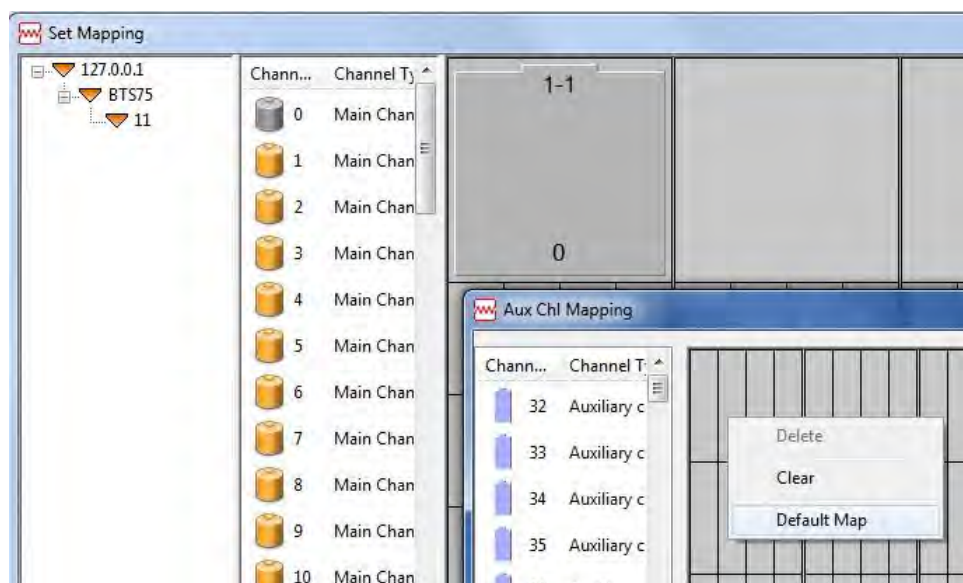 Set Mapping
127.0.0.1
BTS75
11
Chann... Channel Ty
0 Main Chan
1 Main Chan
2 Main Chan
3 Main Chan
4 Main Chan
5 Main Chan
6 Main Chan
7 Main Chan
8 Main Chan
9 Main Chan
10 Main Chan
1-1
0
Aux Chl Mapping
Chann... Channel T
32 Auxiliary c
33 Auxiliary c
34 Auxiliary c
35 Auxiliary c
Delete
Clear
Default Map